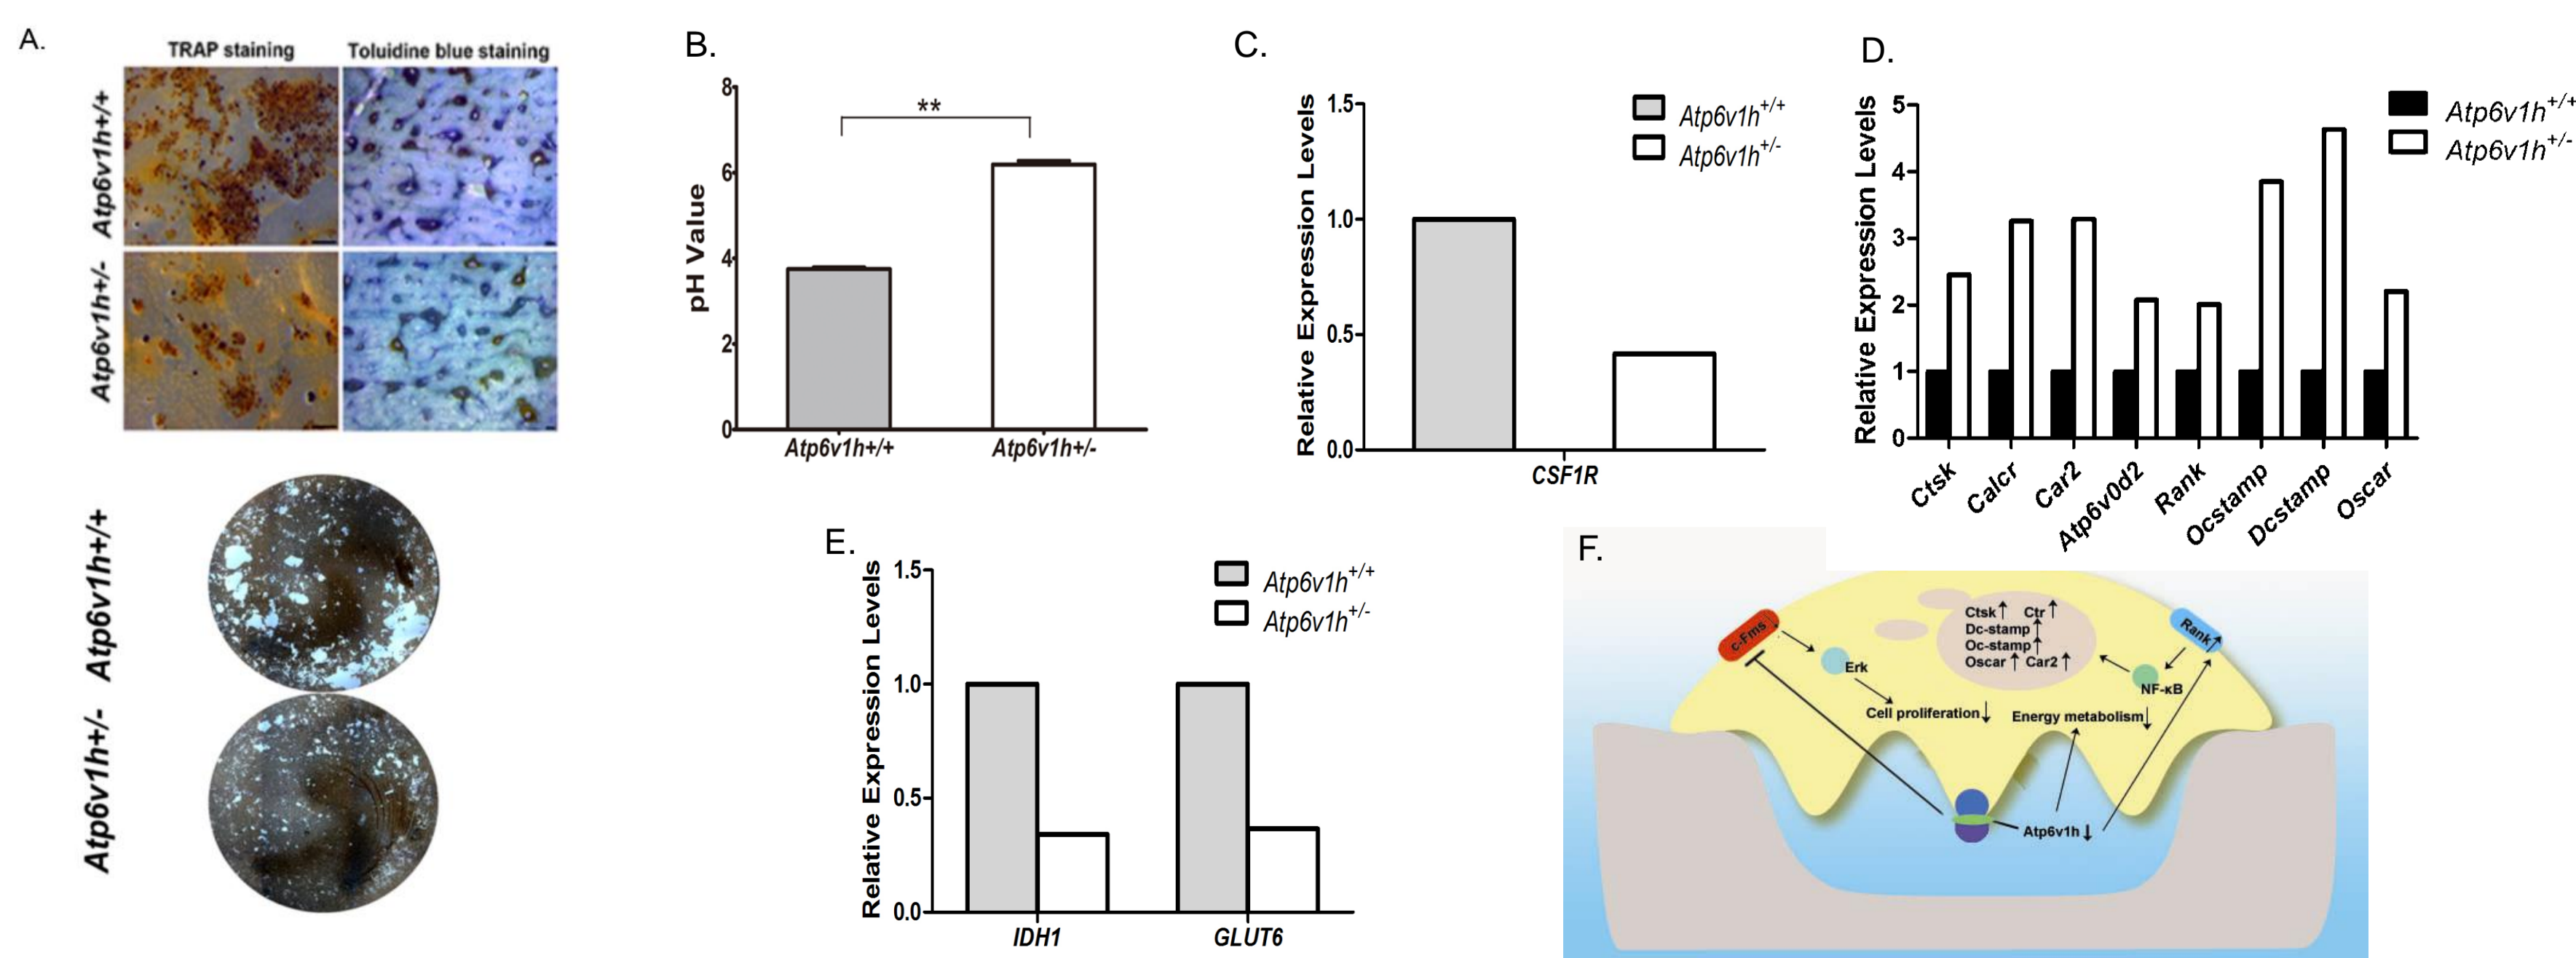 A.
TRAP staining
Toluidine blue staining
Atp6v1h+/+
Atp6v1h+/-
Atp6v1h+/+
Atp6v1h+/-
B.
pH Value
8
6
4
2
0
**
Atp6v1h+/+
Atp6v1h+/-
C.
Relative Expression Levels
1.5
1.0
0.5
0.0
CSF1R
Atp6v1h+/+
Atp6v1h+/-
D.
Relative Expression Levels
5
4
3
2
1
0
Ctsk
Calcr
Car2
Atp6v0d2
Rank
Ocstamp
Dcstamp
Oscar
Atp6v1h+/+
Atp6v1h+/-
E.
Relative Expression Levels
1.5
1.0
0.5
0.0
IDH1
GLUT6
Atp6v1h+/+
Atp6v1h+/-
F.
c-Fms
Erk
Cell proliferation↓
Ctsk↑ Ctr↑
Dc-stamp↑
Oc-stamp↑
Oscar↑ Car2↑
Rank↑
NF-κB
Energy metabolism↓
Atp6v1h↓